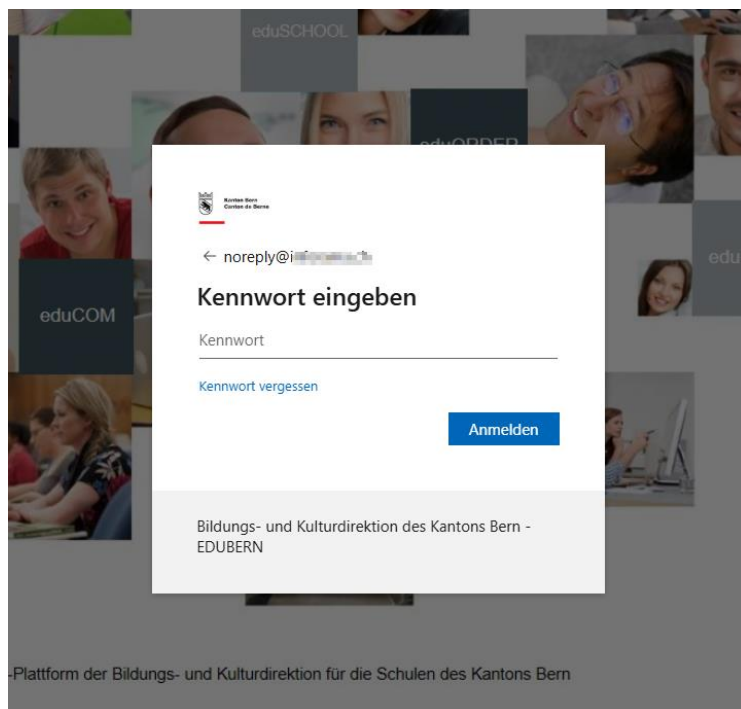 eduSCHOOL
eduORDER
Kanton Bern
Canton de Berne
← noreply@i
edu
Kennwort eingeben
eduCOM
Kennwort
Kennwort vergessen
Anmelden
Bildungs- und Kulturdirektion des Kantons Bern -
EDUBERN
-Plattform der Bildungs- und Kulturdirektion für die Schulen des Kantons Bern